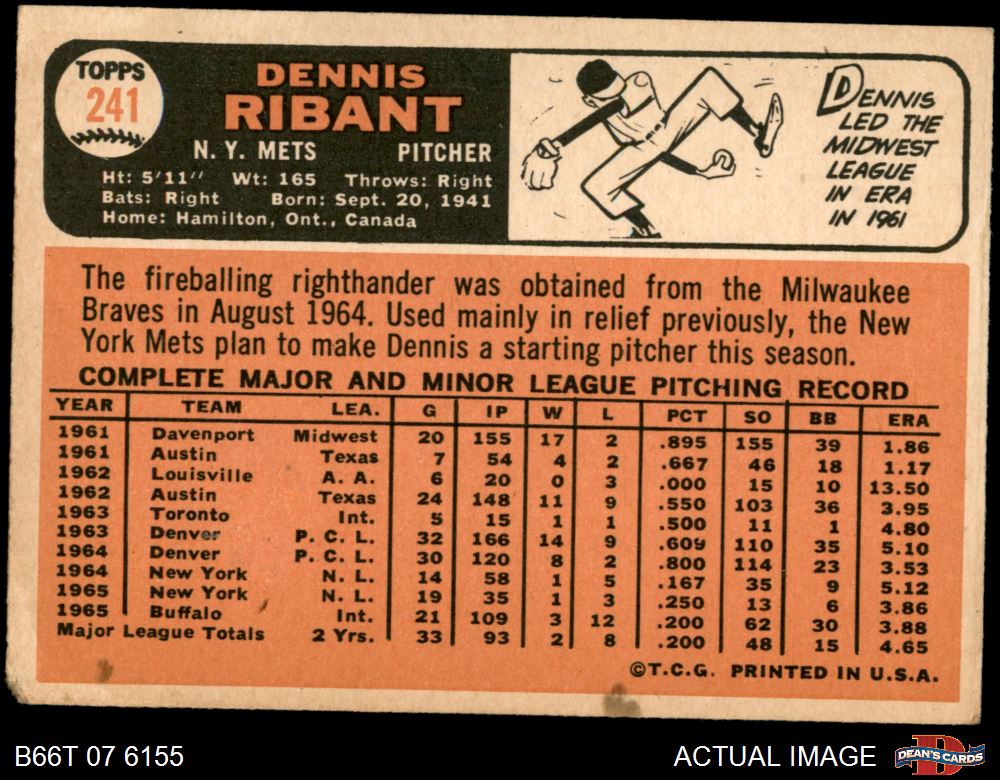 TOPPS
241
DENNIS
RIBANT
N. Y. METS PITCHER
Ht: 5'11" Wt: 165 Throws: Right
Bats: Right Born: Sept. 20, 1941
Home: Hamilton, Ont., Canada
DENNIS
LED THE
MIDWEST
LEAGUE
IN ERA
IN 1961
The fireballing righthander was obtained from the Milwaukee
Braves in August 1964. Used mainly in relief previously, the New
York Mets plan to make Dennis a starting pitcher this season.
COMPLETE MAJOR AND MINOR LEAGUE PITCHING RECORD
YEAR TEAM LEA. G IP W L PCT SO BB ERA
1961 Davenport Midwest 20 155 17 2 .895 155 39 1.86
1961 Austin Texas 7 54 4 2 .667 46 18 1.17
1962 Louisville A. A. 6 20 0 3 .000 15 10 13.50
1962 Austin Texas 24 148 11 9 .550 103 36 3.95
1963 Toronto Int. 5 15 1 1 .500 11 1 4.80
1963 Denver P. C. L. 32 166 14 9 .609 110 35 5.10
1964 Denver P. C. L. 30 120 8 2 .800 114 23 3.53
1964 New York N. L. 14 58 1 5 .167 35 9 5.12
1965 New York N. L. 19 35 1 3 .250 13 6 3.86
1965 Buffalo Int. 21 109 3 12 .200 62 30 3.88
Major League Totals 2 Yrs. 33 93 2 8 .200 48 15 4.65
©T.C.G. PRINTED IN U.S.A.
B66T 07 6155
ACTUAL IMAGE
DEAN'S CARDS